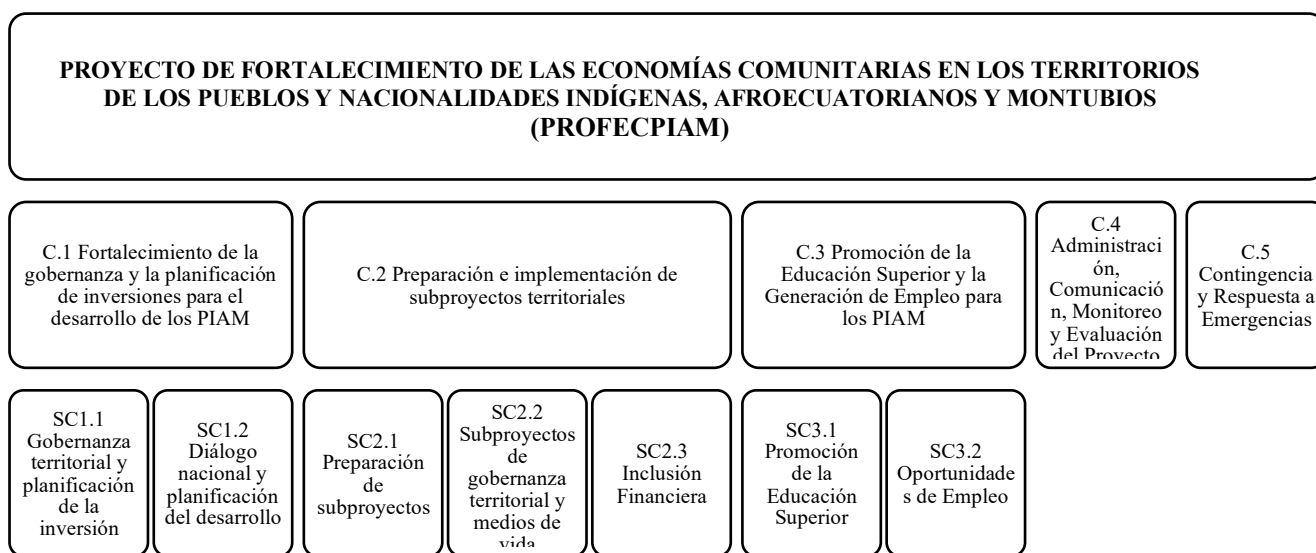 PROYECTO DE FORTALECIMIENTO DE LAS ECONOMÍAS COMUNITARIAS EN LOS TERRITORIOS
DE LOS PUEBLOS Y NACIONALIDADES INDÍGENAS, AFROECUATORIANOS Y MONTUBIOS
(PROFECPIAM)
C.1 Fortalecimiento de la
gobernanza y la planificación
de inversiones para el
desarrollo de los PIAM
C.2 Preparación e implementación de
subproyectos territoriales
C.3 Promoción de la
Educación Superior y la
Generación de Empleo para
los PIAM
C.4
Administraci
ón,
Comunicació
n, Monitoreo
y Evaluación
del Proyecto
C.5
Contingencia
y Respuesta a
Emergencias
SC1.1
Gobernanza
territorial y
planificación
de la
inversión
SC1.2
Diálogo
nacional y
planificación
del desarrollo
SC2.1
Preparación
de
subproyectos
SC2.2
Subproyectos
de
gobernanza
territorial y
medios de
vida
SC2.3
Inclusión
Financiera
SC3.1
Promoción
de la
Educación
Superior
SC3.2
Oportunidade
s de Empleo